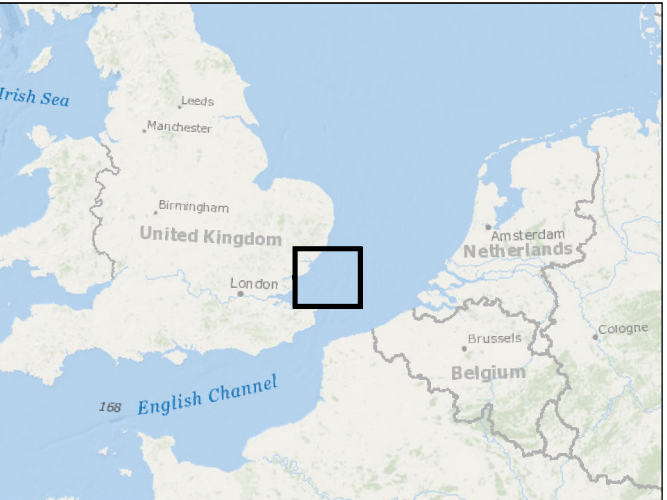 Leeds
Irish Sea
Manchester
Birmingham
United Kingdom
Amsterdam
Netherlands
London
Cologne
Brussels
Belgium
168 English Channel